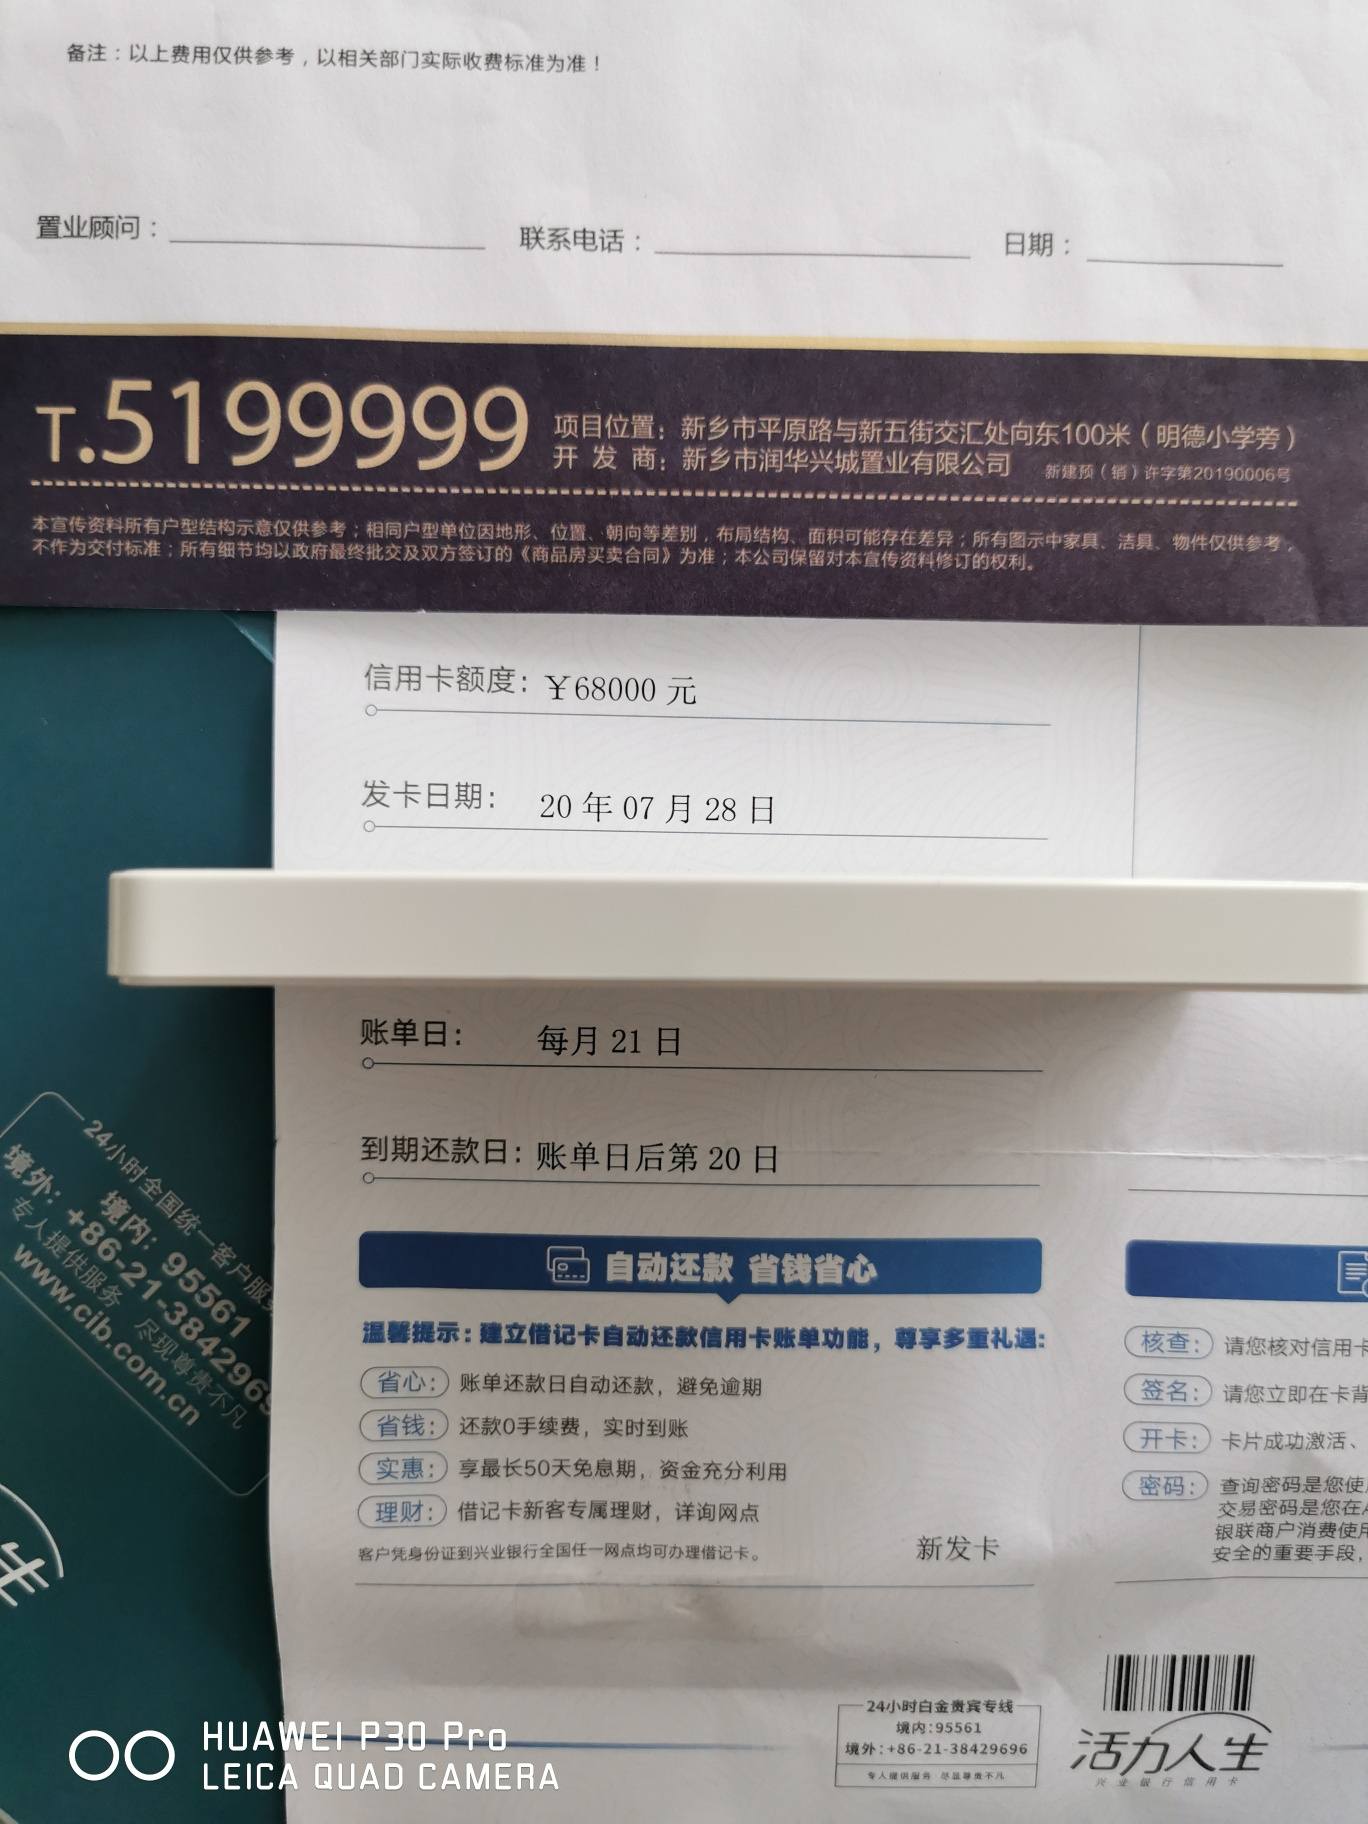 备注：以上费用仅供参考，以相关部门实际收费标准为准！
置业顾问： 联系电话： 日期：
T.5199999
项目位置：新乡市平原路与新五街交汇处向东100米（明德小学旁）
开 发 商：新乡市润华兴城置业有限公司 新建预（销）许字第20190006号
本宣传资料所有户型结构示意仅供参考；相同户型单位因地形、位置、朝向等差别，布局结构、面积可能存在差异；所有图示中家具、洁具、物件仅供参考，
不作为交付标准；所有细节均以政府最终批交及双方签订的《商品房买卖合同》为准；本公司保留对本宣传资料修订的权利。
信用卡额度：￥68000 元
发卡日期： 20 年 07 月 28 日
账单日： 每月 21 日
到期还款日：账单日后第 20 日
24小时全国统一客户服
境内：95561
境外：+86-21-3842969
专人提供服务 尽现尊贵不凡
www.cib.com.cn
自动还款 省钱省心
温馨提示：建立借记卡自动还款信用卡账单功能，尊享多重礼遇：
省心：账单还款日自动还款，避免逾期
省钱：还款0手续费，实时到账
实惠：享最长50天免息期，资金充分利用
理财：借记卡新客专属理财，详询网点
客户凭身份证到兴业银行全国任一网点均可办理借记卡。
新发卡
核查：请您核对信用卡
签名：请您立即在卡背
开卡：卡片成功激活、
密码：查询密码是您使
交易密码是您在
银联商户消费使用
安全的重要手段，
生
24小时白金贵宾专线
境内：95561
境外：+86-21-38429696
专人提供服务 尽显尊贵不凡
活力人生
兴业银行信用卡
HUAWEI P30 Pro
LEICA QUAD CAMERA